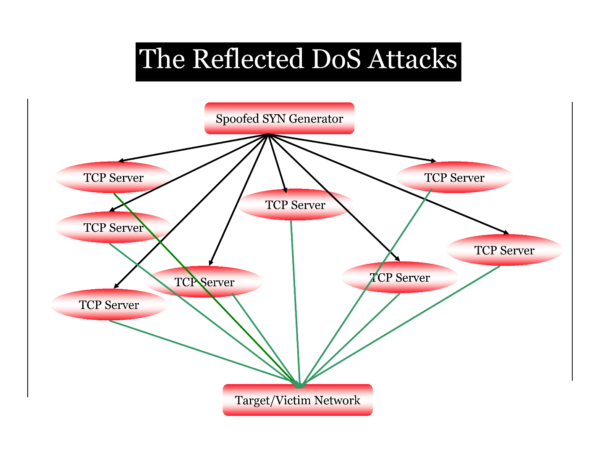 The Reflected DoS Attacks
Spoofed SYN Generator
TCP Server
TCP Server
TCP Server
TCP Server
TCP Server
TCP Server
TCP Server
TCP Server
Target/Victim Network